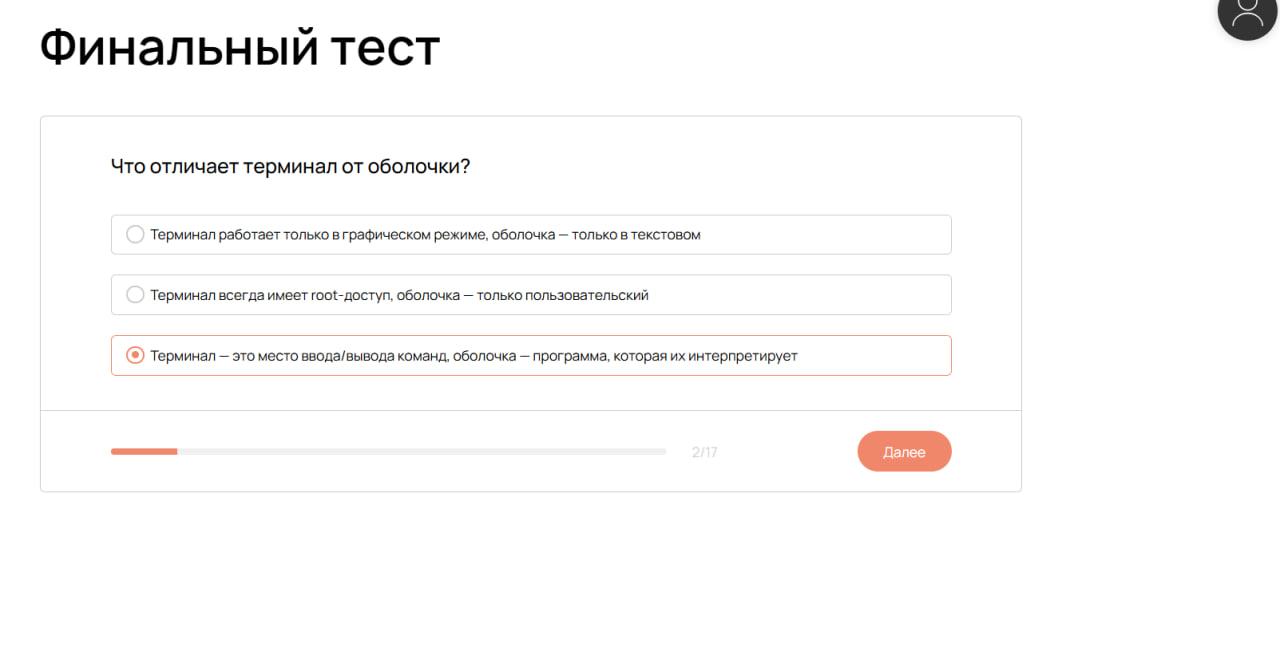 Финальный тест
Что отличает терминал от оболочки?
Терминал работает только в графическом режиме, оболочка — только в текстовом
Терминал всегда имеет root-доступ, оболочка — только пользовательский
Терминал — это место ввода/вывода команд, оболочка — программа, которая их интерпретирует
2/17
Далее